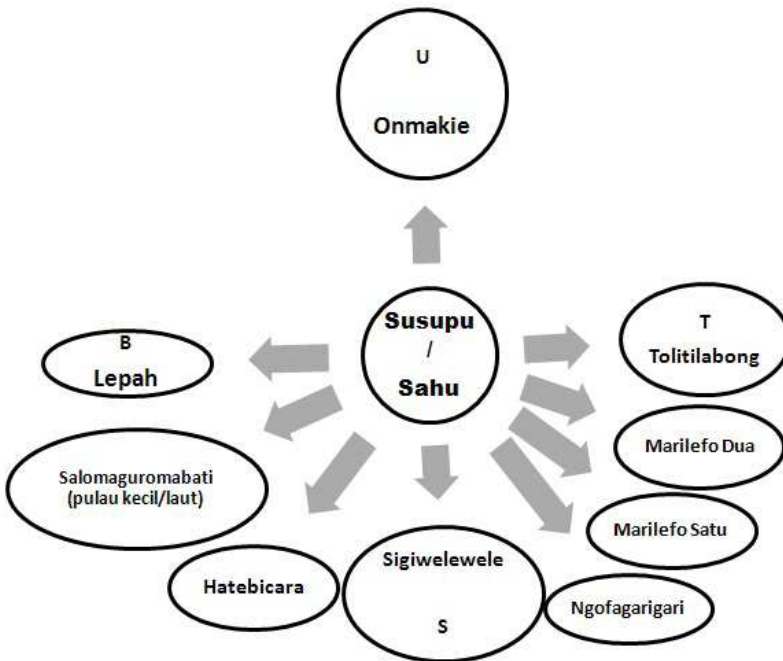 U
Onmakie
Susupu
/
Sahu
T
Tolitilabong
B
Lepah
Marilefo Dua
Salomaguromabati
(pulau kecil/laut)
Marilefo Satu
Hatebicara
Sigiwelewele
S
Ngofagarigari